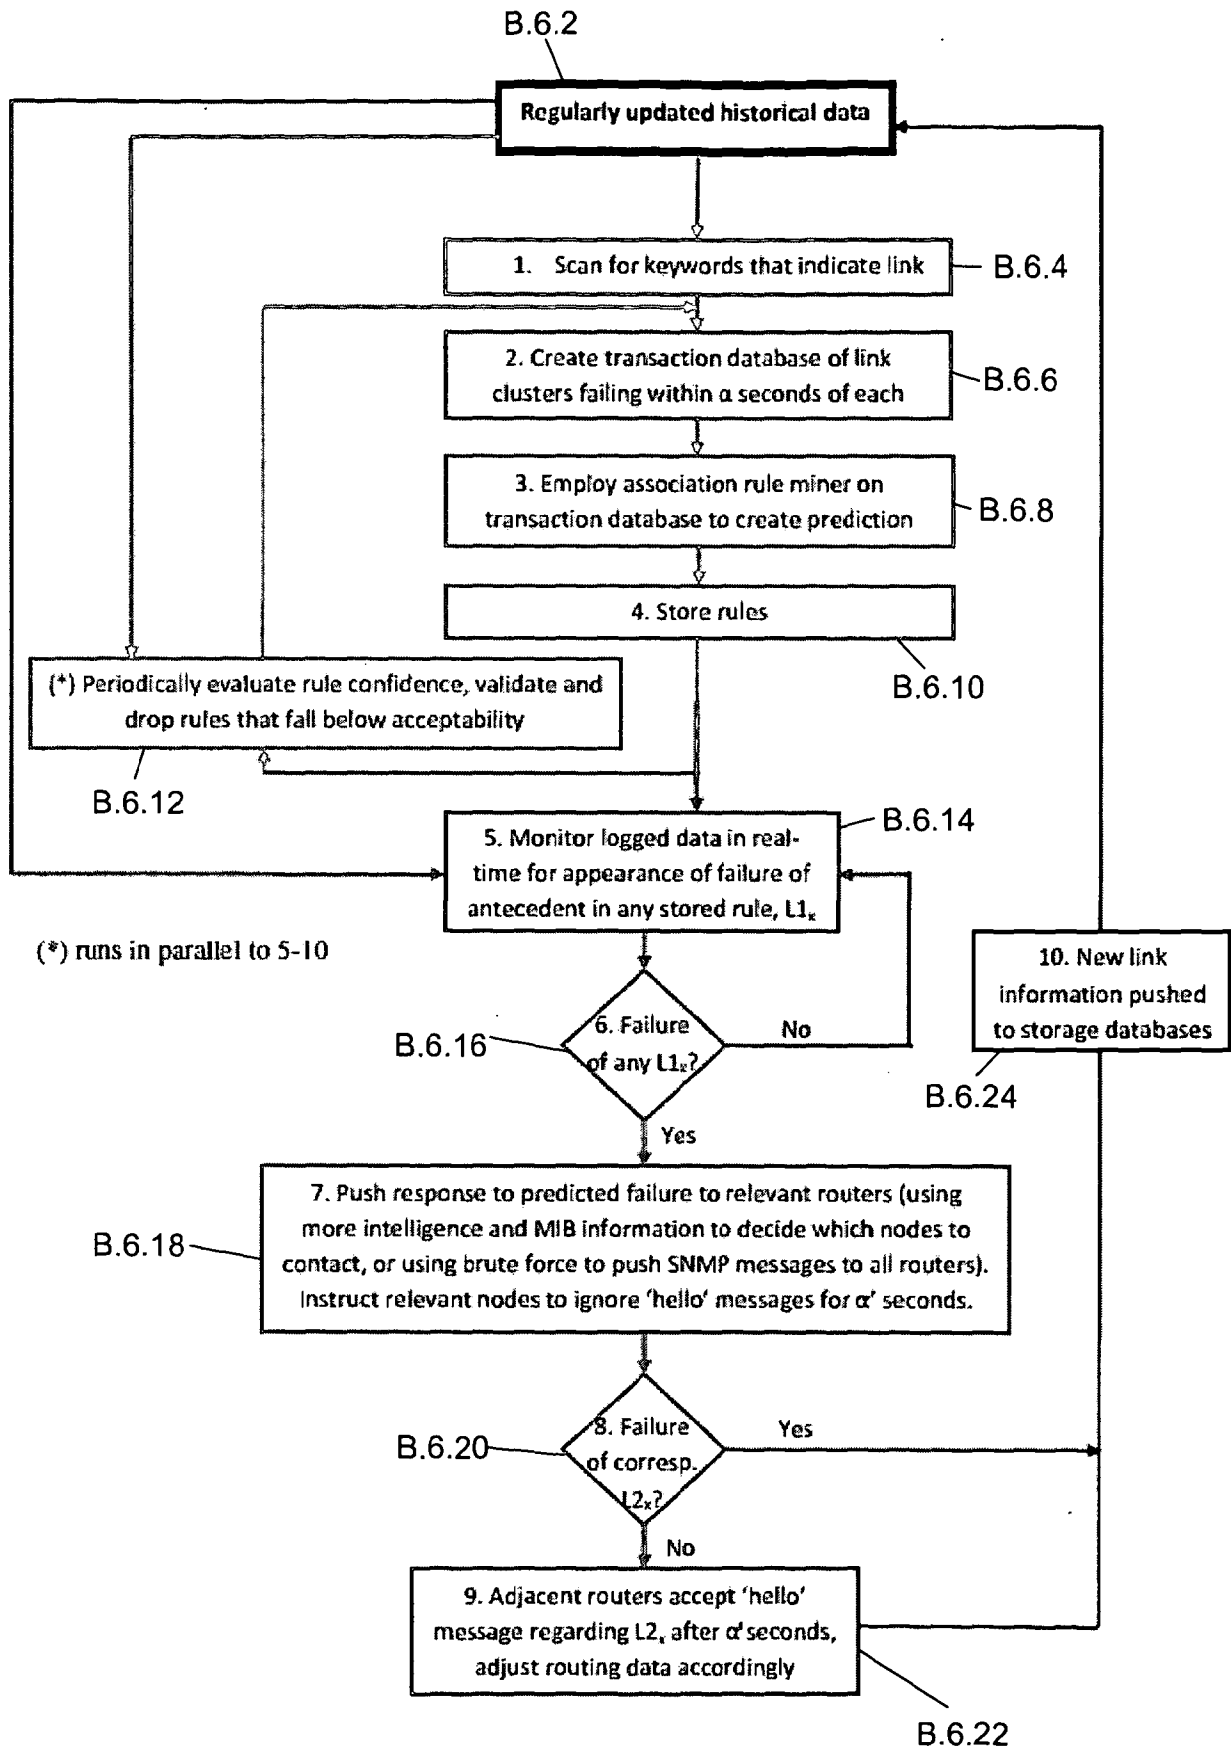 B.6.2
Regularly updated historical data
1. Scan for keywords that indicate link
B.6.4
2. Create transaction database of link
clusters failing within α seconds of each
B.6.6
3. Employ association rule miner on
transaction database to create prediction
B.6.8
4. Store rules
B.6.10
(*) Periodically evaluate rule confidence, validate and
drop rules that fall below acceptability
B.6.12
5. Monitor logged data in real-
time for appearance of failure of
antecedent in any stored rule, L1ₓ
B.6.14
(*) runs in parallel to 5-10
10. New link
information pushed
to storage databases
B.6.24
6. Failure
of any L1ₓ?
B.6.16
No
Yes
7. Push response to predicted failure to relevant routers (using
more intelligence and MIB information to decide which nodes to
contact, or using brute force to push SNMP messages to all routers).
Instruct relevant nodes to ignore ‘hello’ messages for α' seconds.
B.6.18
8. Failure
of corresp.
L2ₓ?
B.6.20
Yes
No
9. Adjacent routers accept ‘hello’
message regarding L2ₓ after α' seconds,
adjust routing data accordingly
B.6.22